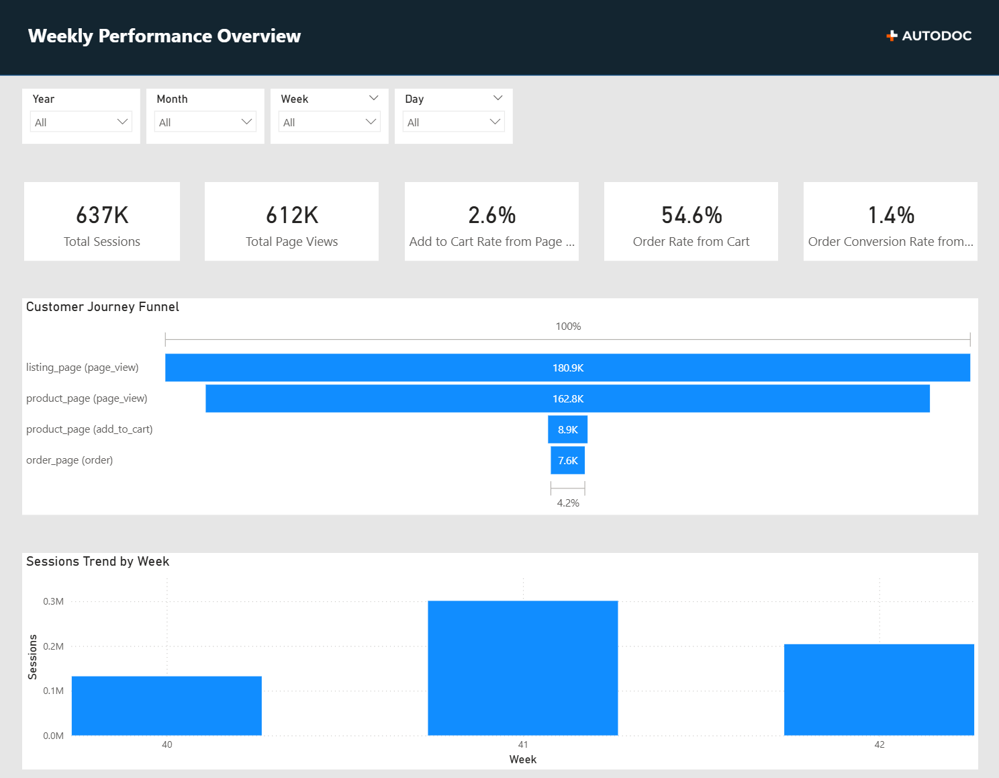 Weekly Performance Overview
AUTODOC
Year
Month
Week
Day
All
All
All
All
637K
Total Sessions
612K
Total Page Views
2.6%
Add to Cart Rate from Page ...
54.6%
Order Rate from Cart
1.4%
Order Conversion Rate from...
Customer Journey Funnel
100%
listing_page (page_view)
180.9K
product_page (page_view)
162.8K
product_page (add_to_cart)
8.9K
order_page (order)
7.6K
4.2%
Sessions Trend by Week
Sessions
0.3M
0.2M
0.1M
0.0M
40
41
42
Week